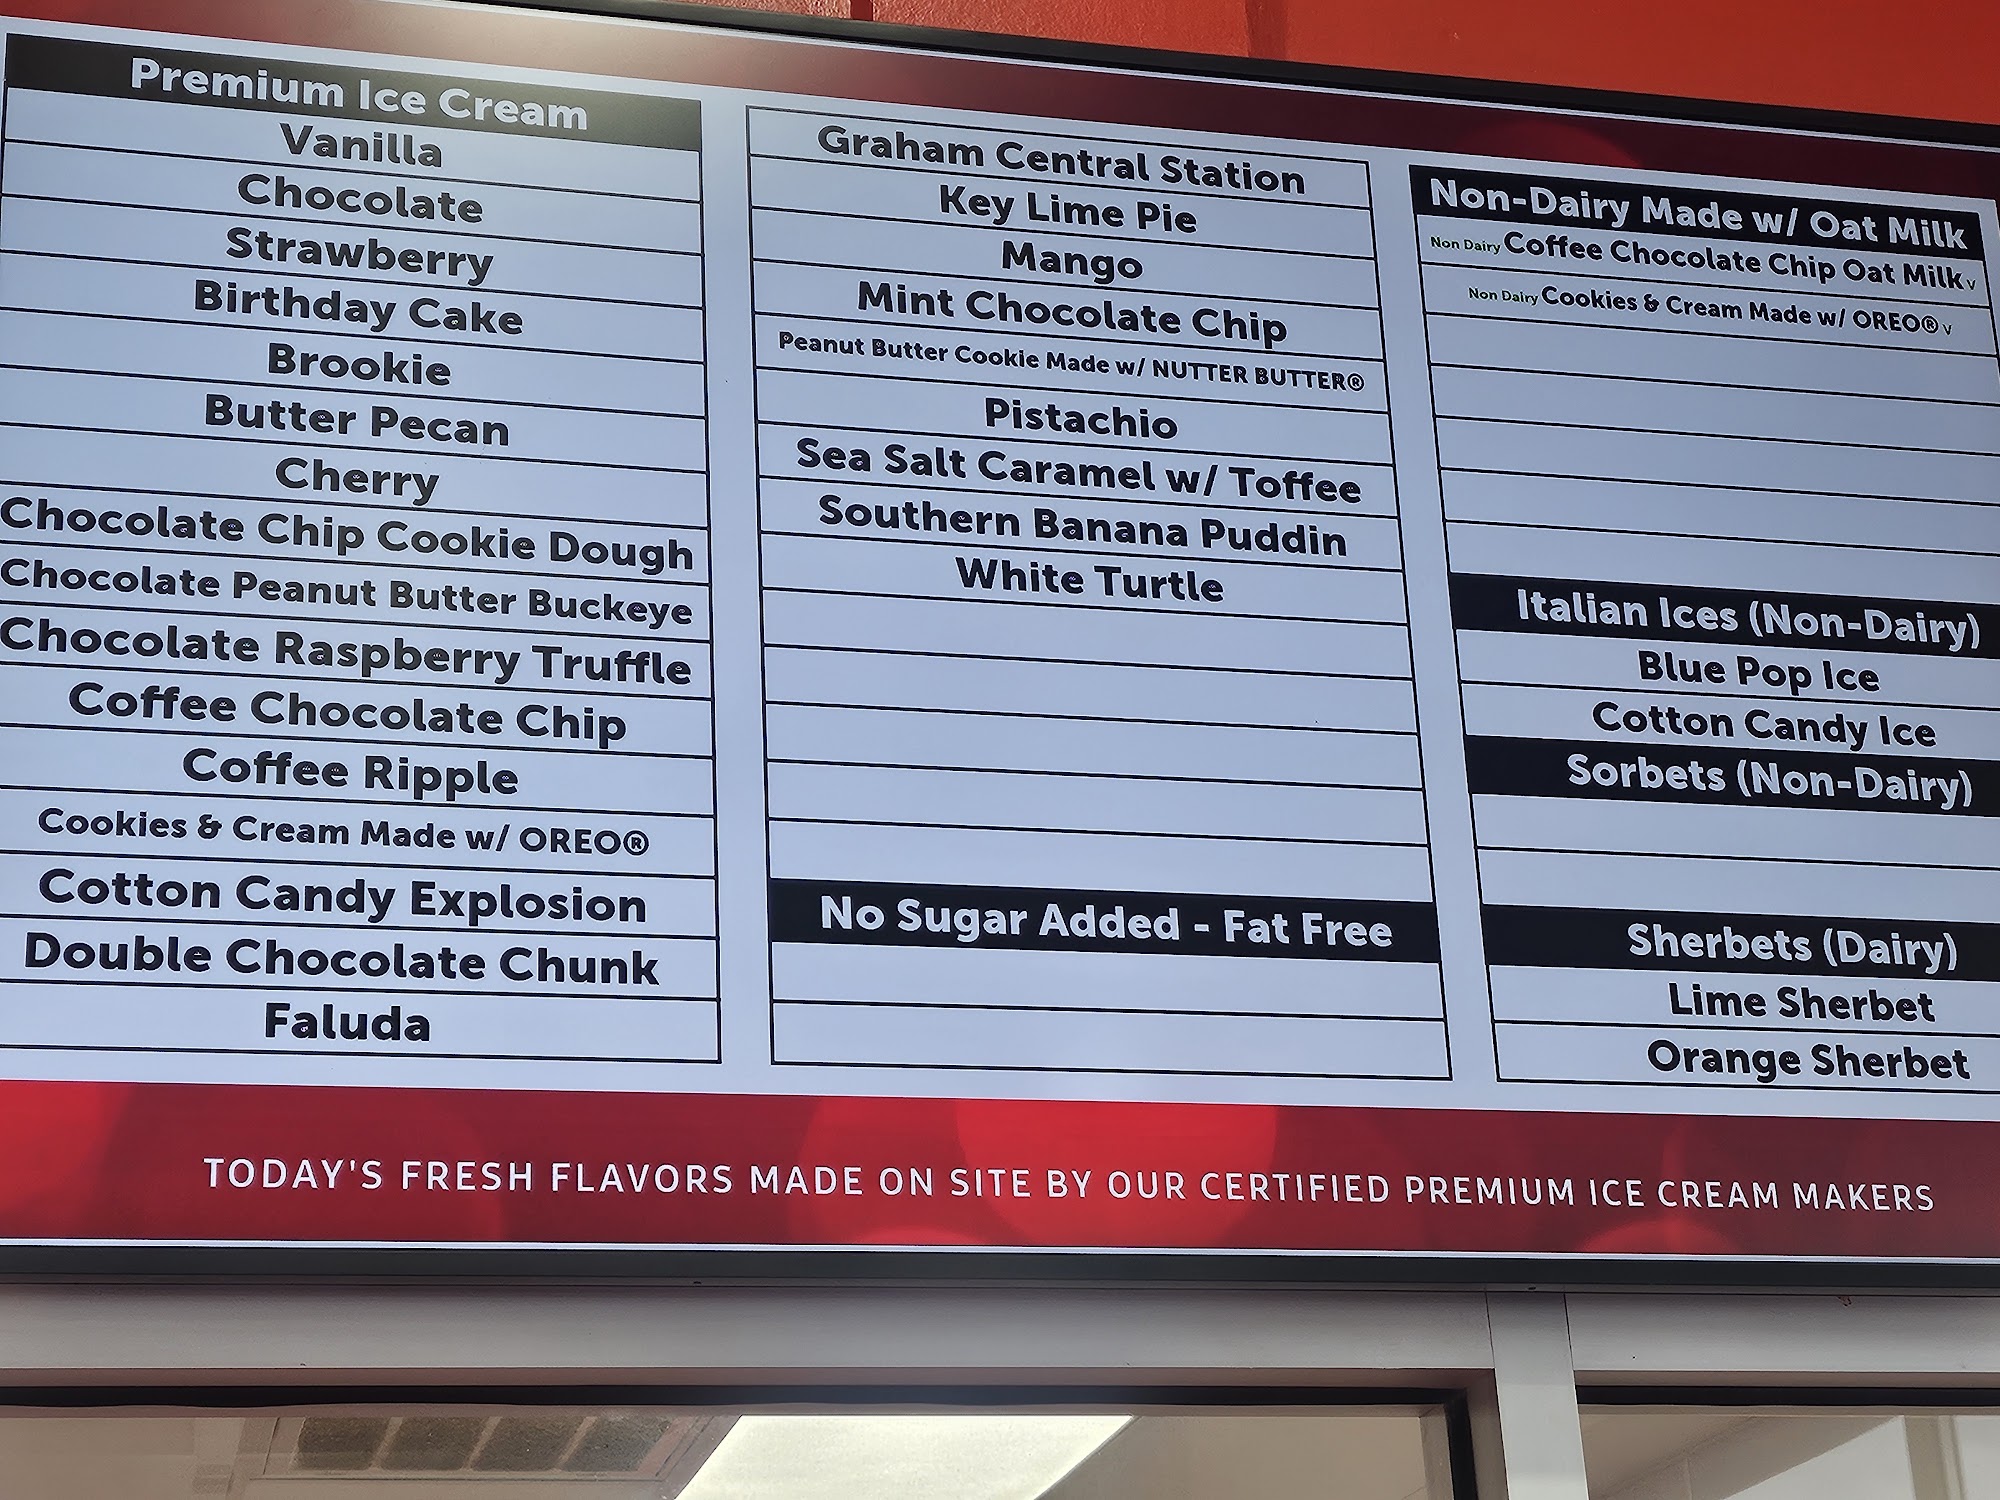 Premium Ice Cream
Vanilla
Chocolate
Strawberry
Birthday Cake
Brookie
Butter Pecan
Cherry
Chocolate Chip Cookie Dough
Chocolate Peanut Butter Buckeye
Chocolate Raspberry Truffle
Coffee Chocolate Chip
Coffee Ripple
Cookies & Cream Made w/ OREO®
Cotton Candy Explosion
Double Chocolate Chunk
Faluda
Graham Central Station
Key Lime Pie
Mango
Mint Chocolate Chip
Peanut Butter Cookie Made w/ NUTTER BUTTER®
Pistachio
Sea Salt Caramel w/ Toffee
Southern Banana Puddin
White Turtle
No Sugar Added - Fat Free
Non-Dairy Made w/ Oat Milk
Non Dairy Coffee Chocolate Chip Oat Milk V
Non Dairy Cookies & Cream Made w/ OREO® V
Italian Ices (Non-Dairy)
Blue Pop Ice
Cotton Candy Ice
Sorbets (Non-Dairy)
Sherbets (Dairy)
Lime Sherbet
Orange Sherbet
TODAY'S FRESH FLAVORS MADE ON SITE BY OUR CERTIFIED PREMIUM ICE CREAM MAKERS